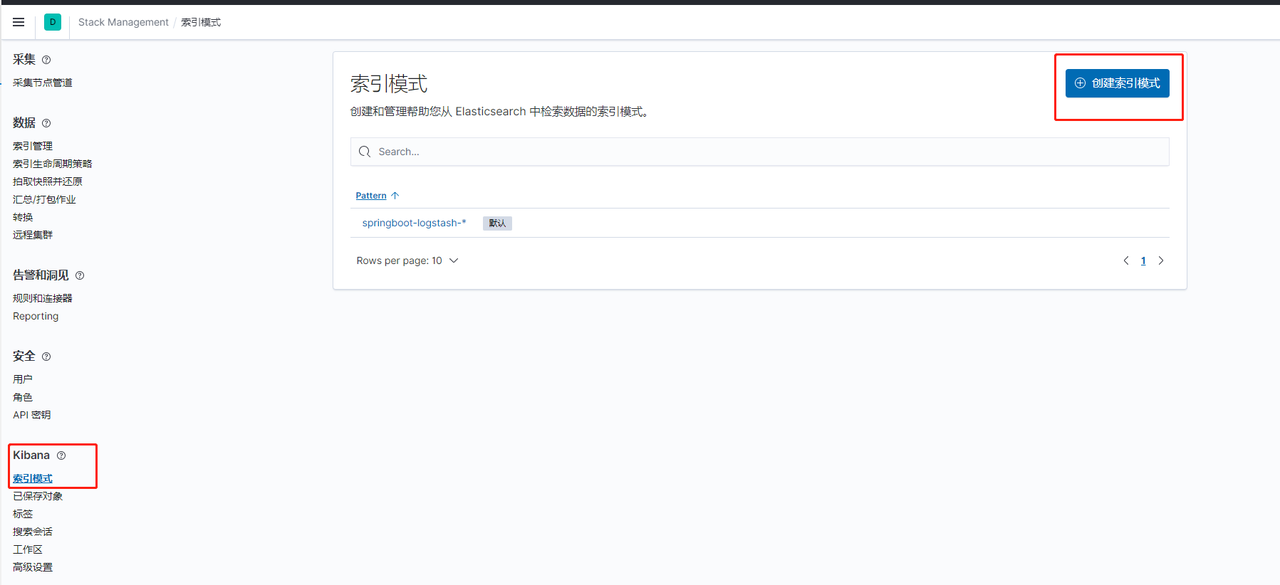 D Stack Management / 索引模式
采集
采集节点管道
数据
索引管理
索引生命周期策略
拍取快照并还原
汇总/打包作业
转换
远程集群
告警和洞见
规则和连接器
Reporting
安全
用户
角色
API 密钥
Kibana
索引模式
已保存对象
标签
搜索会话
工作区
高级设置
索引模式
创建索引模式
创建和管理帮助您从 Elasticsearch 中检索数据的索引模式。
Search...
Pattern
springboot-logstash-* 默认
Rows per page: 10
1